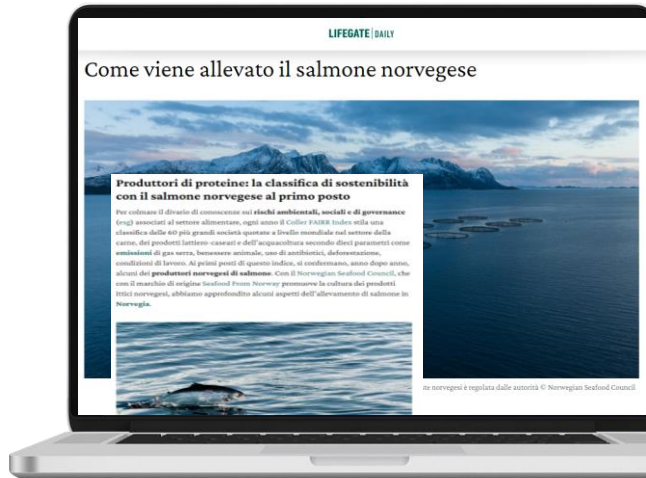 LIFEGATE | DAILY
Come viene allevato il salmone norvegese
Produttori di proteine: la classifica di sostenibilità
con il salmone norvegese al primo posto
Per colmare il divario di conoscenze sui rischi ambientali, sociali e di governance
(esg) associati al settore alimentare, ogni anno il Coller FAIRR Index stila una
classifica delle 60 più grandi società quotate a livello mondiale nel settore della
carne, dei prodotti lattiero-caseari e dell'acquacoltura secondo dieci parametri come
emissioni di gas serra, benessere animale, uso di antibiotici, deforestazione,
condizioni di lavoro. Ai primi posti di questo indice, si confermano, anno dopo anno,
alcuni dei produttori norvegesi di salmone. Con il Norwegian Seafood Council, che
con il marchio di origine Seafood From Norway promuove la cultura dei prodotti
ittici norvegesi, abbiamo approfondito alcuni aspetti dell'allevamento di salmone in
Norvegia.
norvegesi è regolata dalle autorità © Norwegian Seafood Council